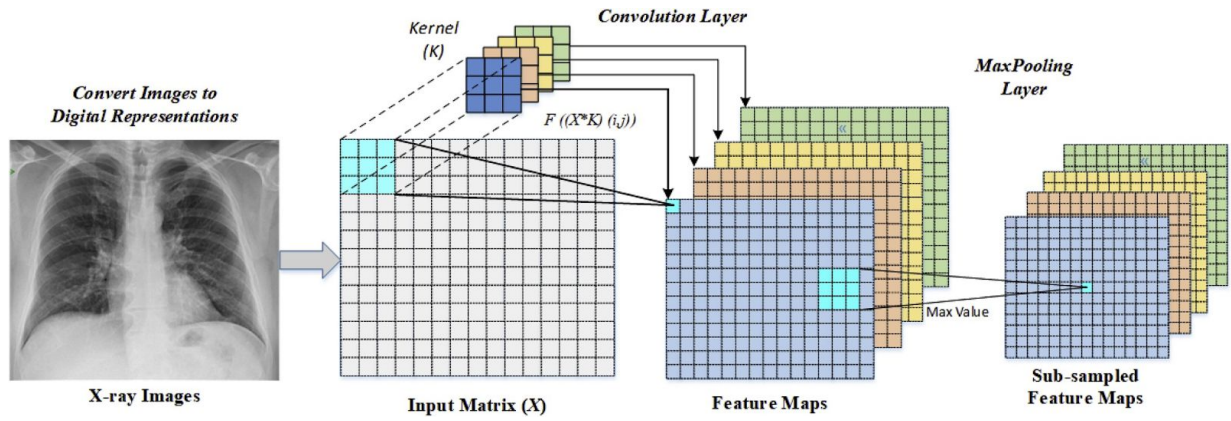 Kernel
(K)
Convolution Layer
Convert Images to
Digital Representations
MaxPooling
Layer
F ((X*K) (i,j))
«
«
Max Value
X-ray Images
Input Matrix (X)
Feature Maps
Sub-sampled
Feature Maps